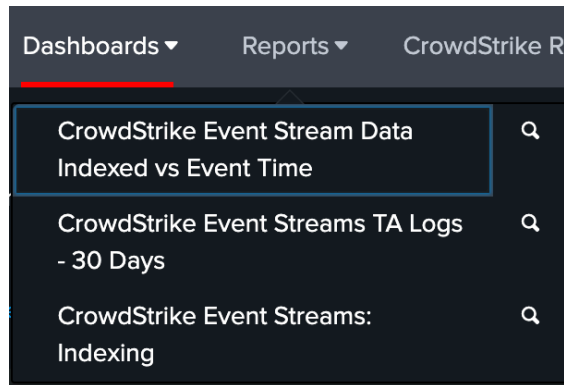 Dashboards Reports CrowdStrike R
CrowdStrike Event Stream Data
Indexed vs Event Time
CrowdStrike Event Streams TA Logs
- 30 Days
CrowdStrike Event Streams:
Indexing